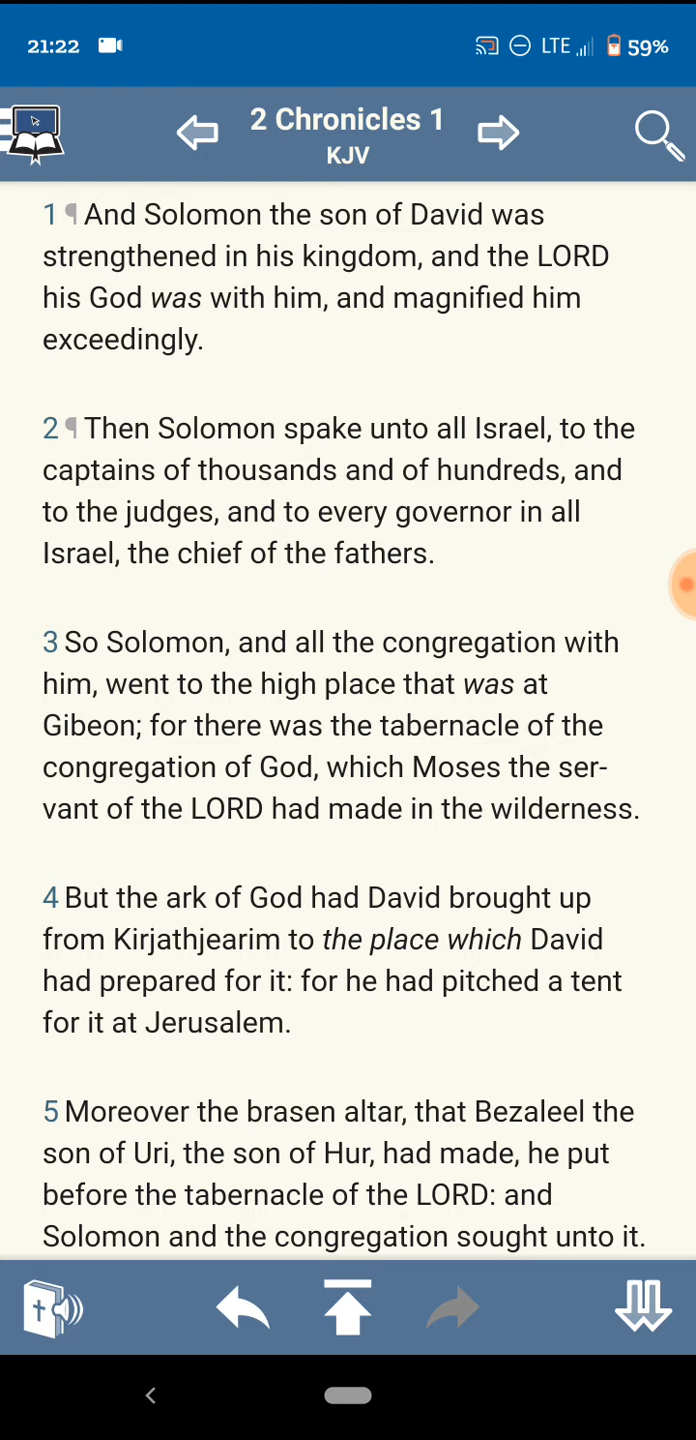 21:22
LTE
59%
2 Chronicles 1
KJV
1 ¶ And Solomon the son of David was
strengthened in his kingdom, and the LORD
his God was with him, and magnified him
exceedingly.
2 ¶ Then Solomon spake unto all Israel, to the
captains of thousands and of hundreds, and
to the judges, and to every governor in all
Israel, the chief of the fathers.
3 So Solomon, and all the congregation with
him, went to the high place that was at
Gibeon; for there was the tabernacle of the
congregation of God, which Moses the ser-
vant of the LORD had made in the wilderness.
4 But the ark of God had David brought up
from Kirjathjearim to the place which David
had prepared for it: for he had pitched a tent
for it at Jerusalem.
5 Moreover the brasen altar, that Bezaleel the
son of Uri, the son of Hur, had made, he put
before the tabernacle of the LORD: and
Solomon and the congregation sought unto it.